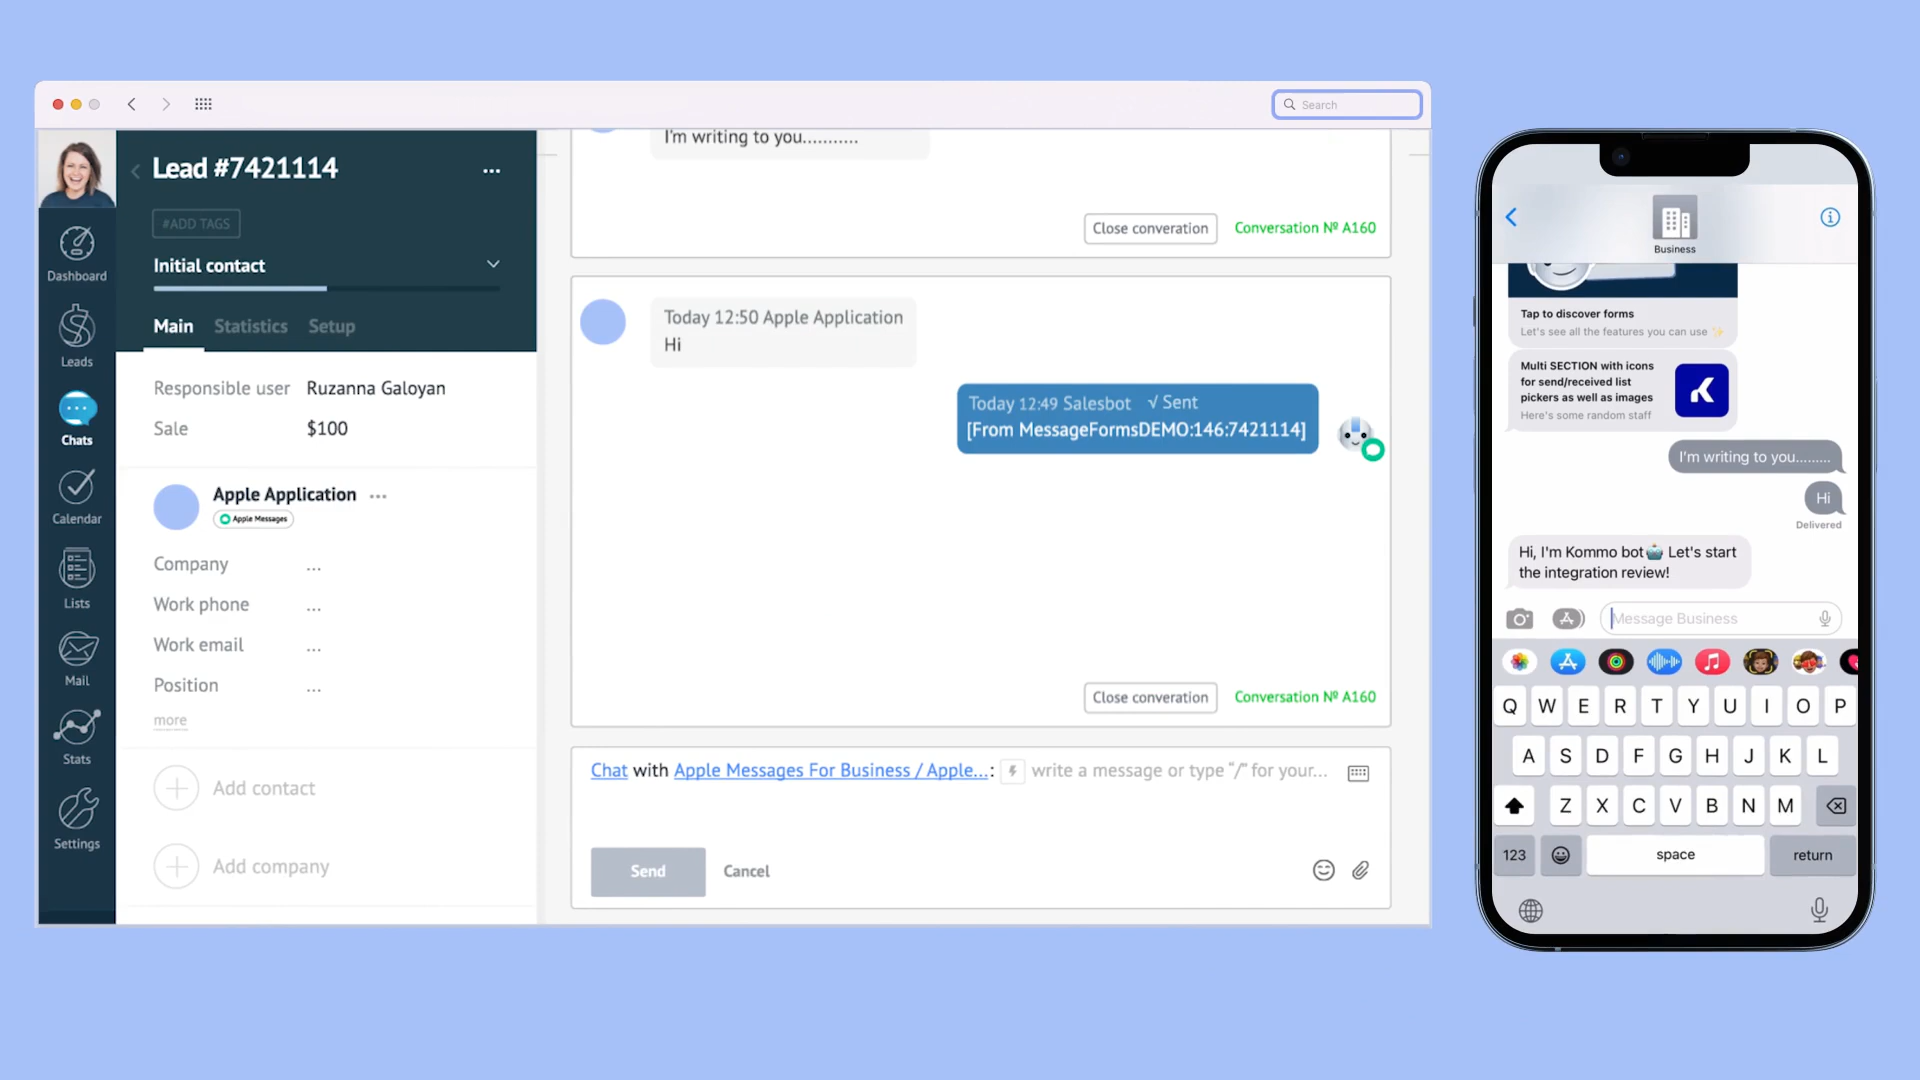 Search
Lead #7421114
#ADD TAGS
Initial contact
Main Statistics Setup
Dashboard
Leads
Chats
Calendar
Lists
Mail
Stats
Settings
Responsible user Ruzanna Galoyan
Sale $100
Apple Application
Apple Messages
Company ...
Work phone ...
Work email ...
Position ...
more
Add contact
Add company
I'm writing to you...........
Close converation Conversation Nº A160
Today 12:50 Apple Application
Hi
Today 12:49 Salesbot √ Sent
[From MessageFormsDEMO:146:7421114]
Close converation Conversation Nº A160
Chat with Apple Messages For Business / Apple...: write a message or type “/” for your...
Send Cancel
Business
Tap to discover forms
Let's see all the features you can use ✨
Multi SECTION with icons
for send/received list
pickers as well as images
Here's some random staff
I'm writing to you.........
Hi
Delivered
Hi, I'm Kommo bot🤖 Let's start
the integration review!
Message Business
Q W E R T Y U I O P
A S D F G H J K L
Z X C V B N M
123 space return